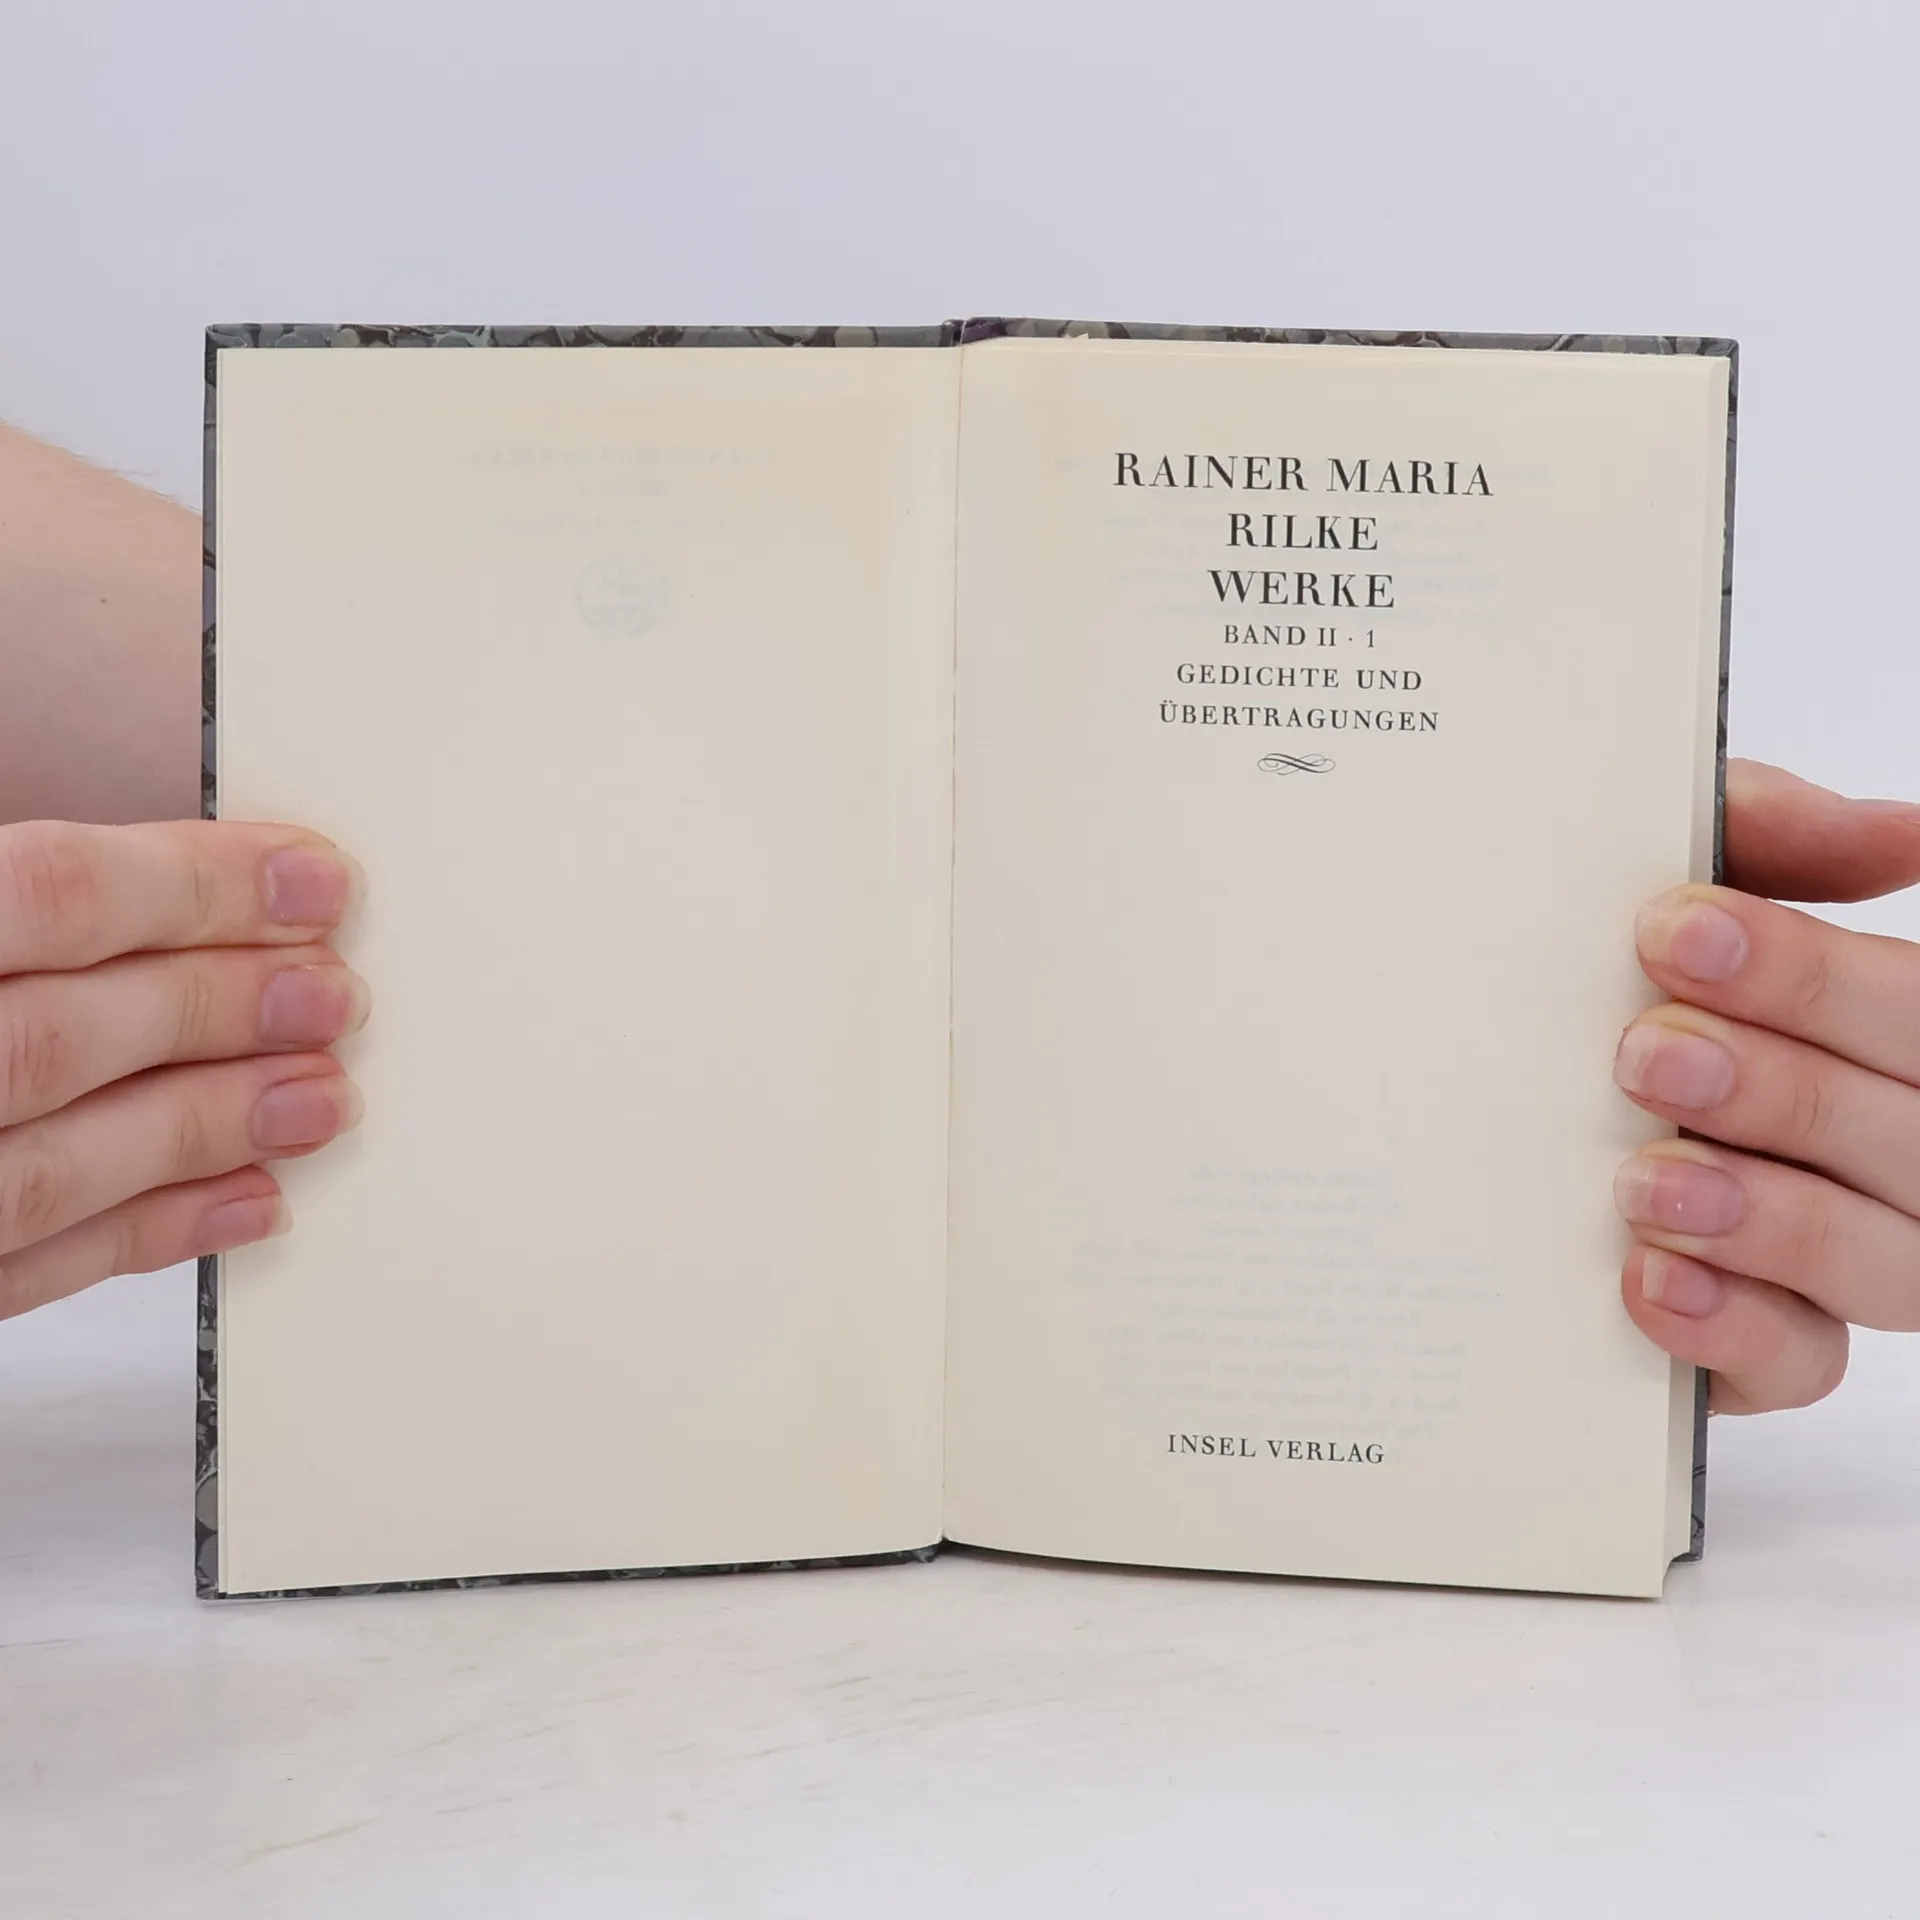 RAINER MARIA
RILKE
WERKE
BAND II · 1
GEDICHTE UND
ÜBERTRAGUNGEN
INSEL VERLAG